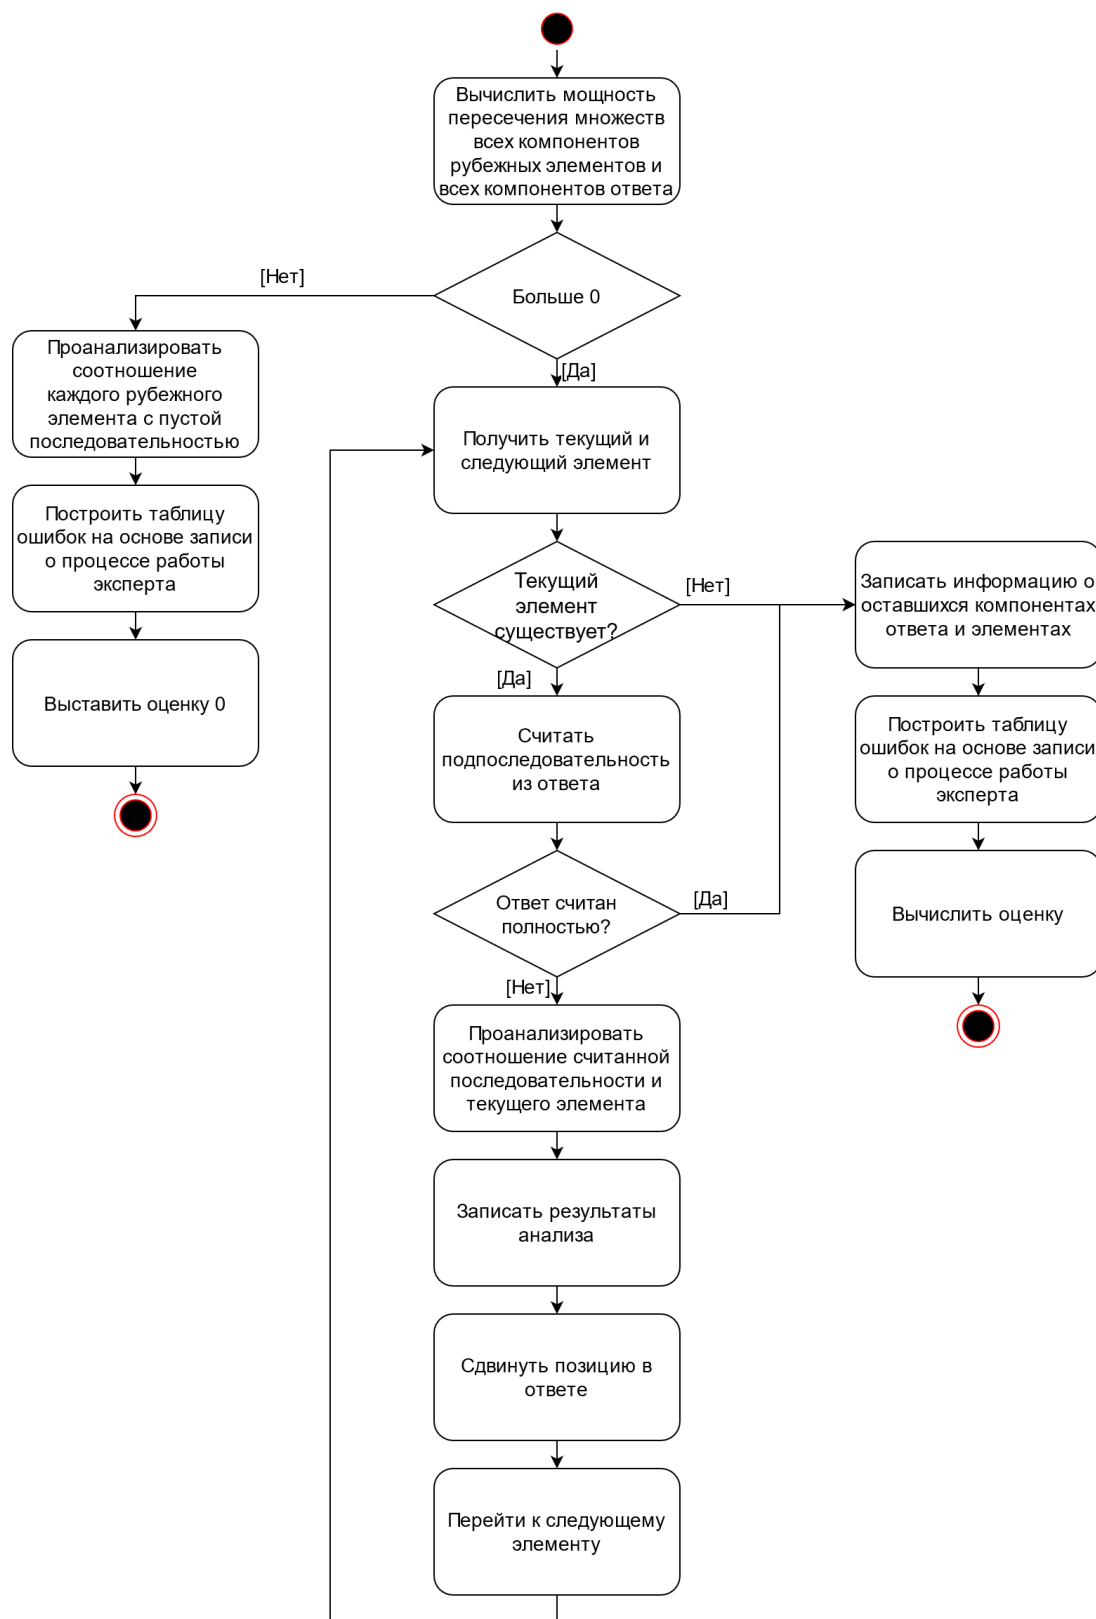 Вычислить мощность
пересечения множеств
всех компонентов
рубежных элементов и
всех компонентов ответа
[Нет]
Больше 0
[Да]
Проанализировать
соотношение
каждого рубежного
элемента с пустой
последовательностью
Построить таблицу
ошибок на основе записи
о процессе работы
эксперта
Выставить оценку 0
Получить текущий и
следующий элемент
Текущий
элемент
существует?
[Нет]
[Да]
Считать
подпоследовательность
из ответа
Ответ считан
полностью?
[Да]
[Нет]
Записать информацию о
оставшихся компонентах
ответа и элементах
Построить таблицу
ошибок на основе записи
о процессе работы
эксперта
Вычислить оценку
Проанализировать
соотношение считанной
последовательности и
текущего элемента
Записать результаты
анализа
Сдвинуть позицию в
ответе
Перейти к следующему
элементу